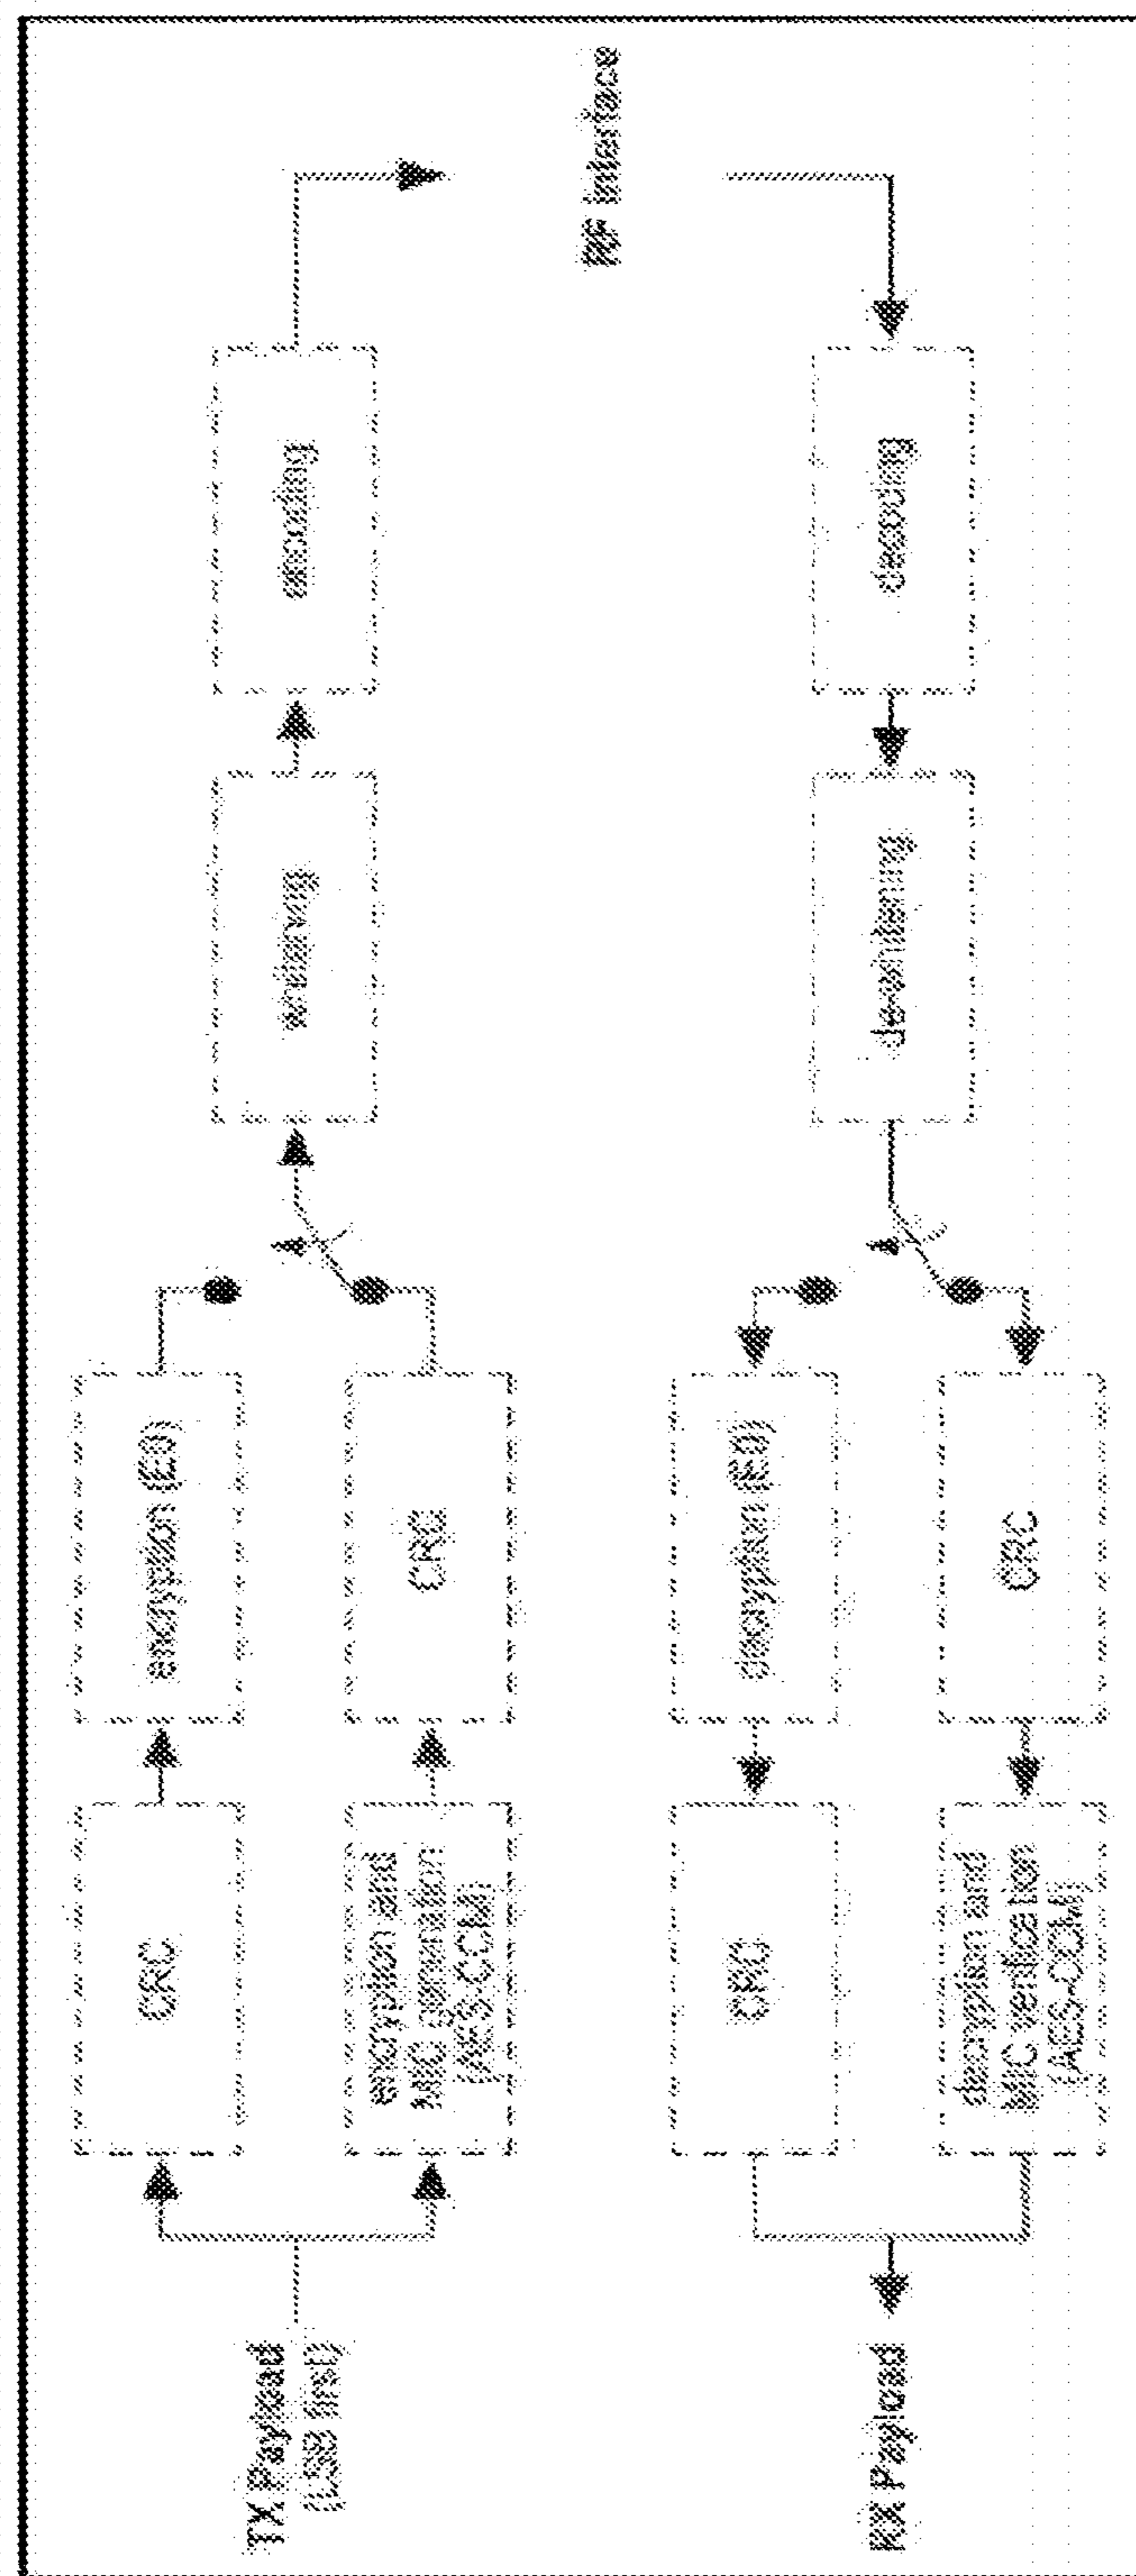 TX Payload
(LSB first)
CRC
encryption (E0)
encryption and
MIC generation
(AES-CCM)
CRC
whitening
encoding
RF interface
decoding
de-whitening
decryption (E0)
CRC
CRC
decryption and
MIC verification
(AES-CCM)
RX Payload